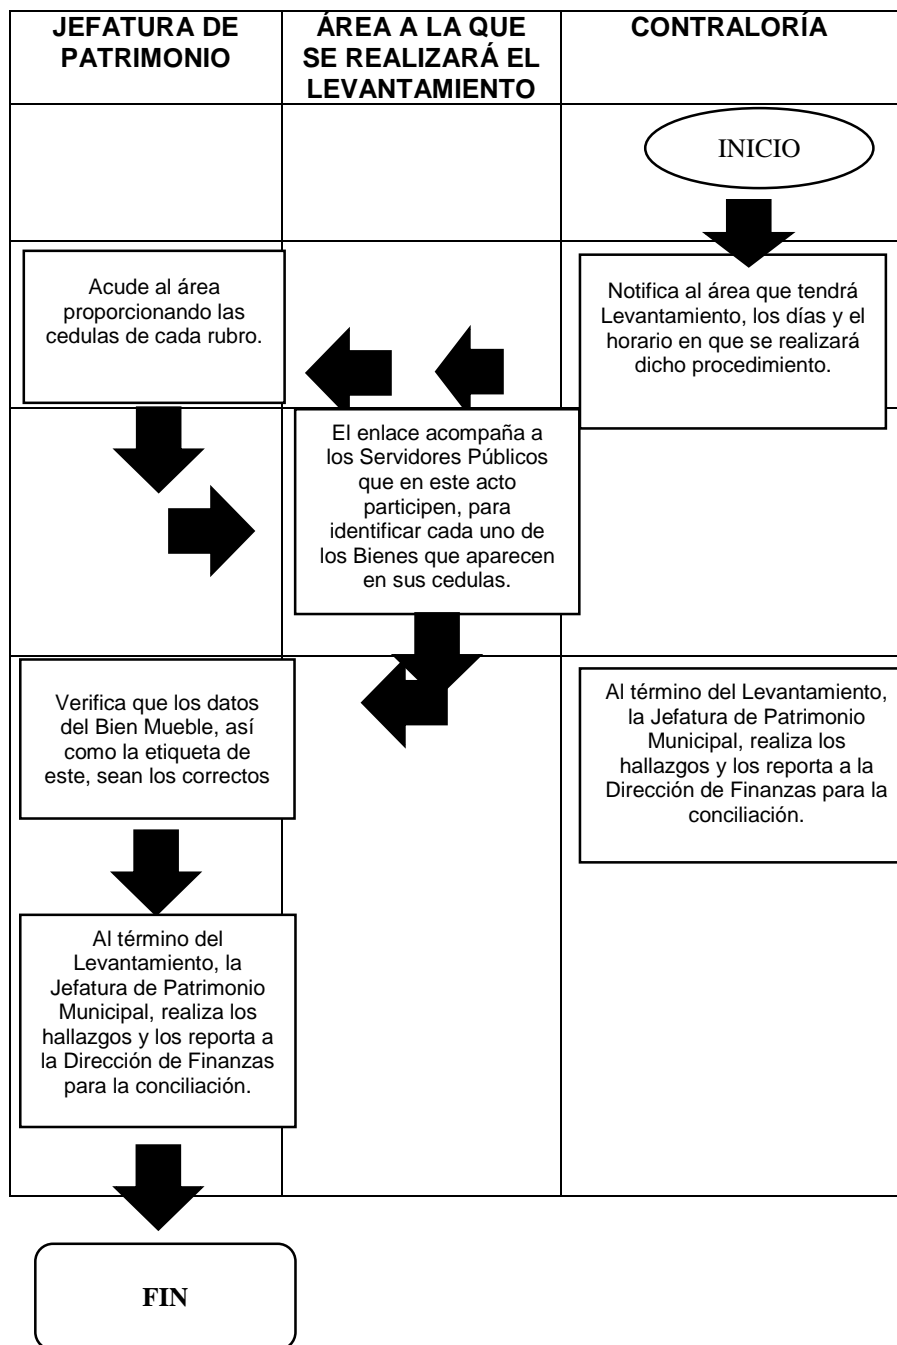 JEFATURA DE
PATRIMONIO
ÁREA A LA QUE
SE REALIZARÁ EL
LEVANTAMIENTO
CONTRALORÍA
INICIO
Acude al área
proporcionando las
cedulas de cada rubro.
Notifica al área que tendrá
Levantamiento, los días y el
horario en que se realizará
dicho procedimiento.
El enlace acompaña a
los Servidores Públicos
que en este acto
participen, para
identificar cada uno de
los Bienes que aparecen
en sus cedulas.
Verifica que los datos
del Bien Mueble, así
como la etiqueta de
este, sean los correctos
Al término del Levantamiento,
la Jefatura de Patrimonio
Municipal, realiza los
hallazgos y los reporta a la
Dirección de Finanzas para la
conciliación.
Al término del
Levantamiento, la
Jefatura de Patrimonio
Municipal, realiza los
hallazgos y los reporta a
la Dirección de Finanzas
para la conciliación.
FIN